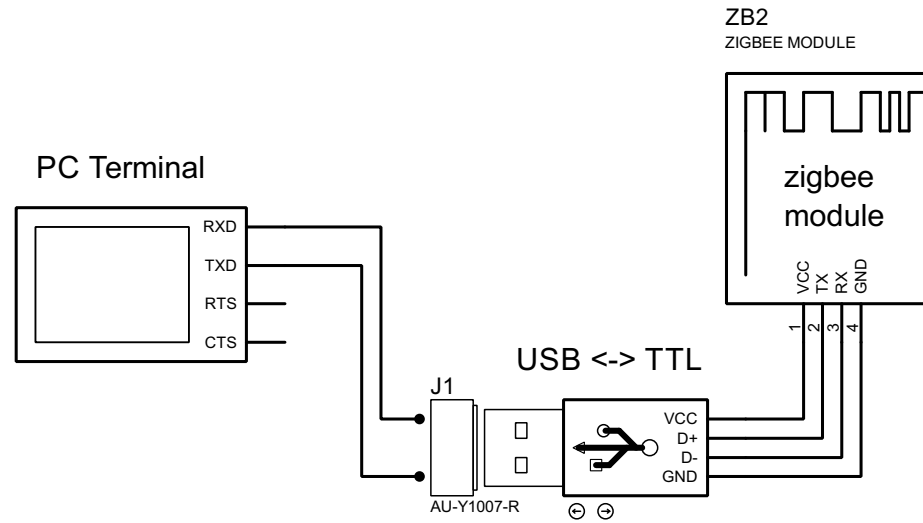 ZB2
ZIGBEE MODULE
PC Terminal
zigbee
module
RXD
TXD
RTS
CTS
VCC
TX
RX
GND
1
2
3
4
USB <-> TTL
J1
VCC
D+
D-
GND
AU-Y1007-R